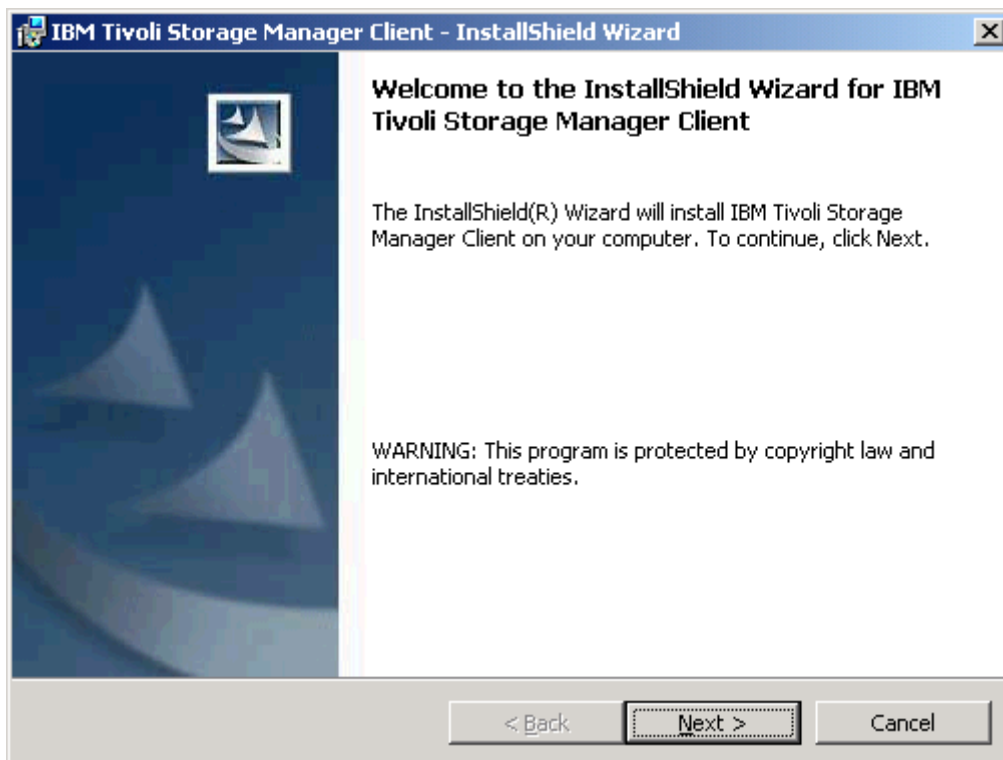 IBM Tivoli Storage Manager Client - InstallShield Wizard
Welcome to the InstallShield Wizard for IBM
Tivoli Storage Manager Client
The InstallShield(R) Wizard will install IBM Tivoli Storage
Manager Client on your computer. To continue, click Next.
WARNING: This program is protected by copyright law and
international treaties.
< Back
Next >
Cancel